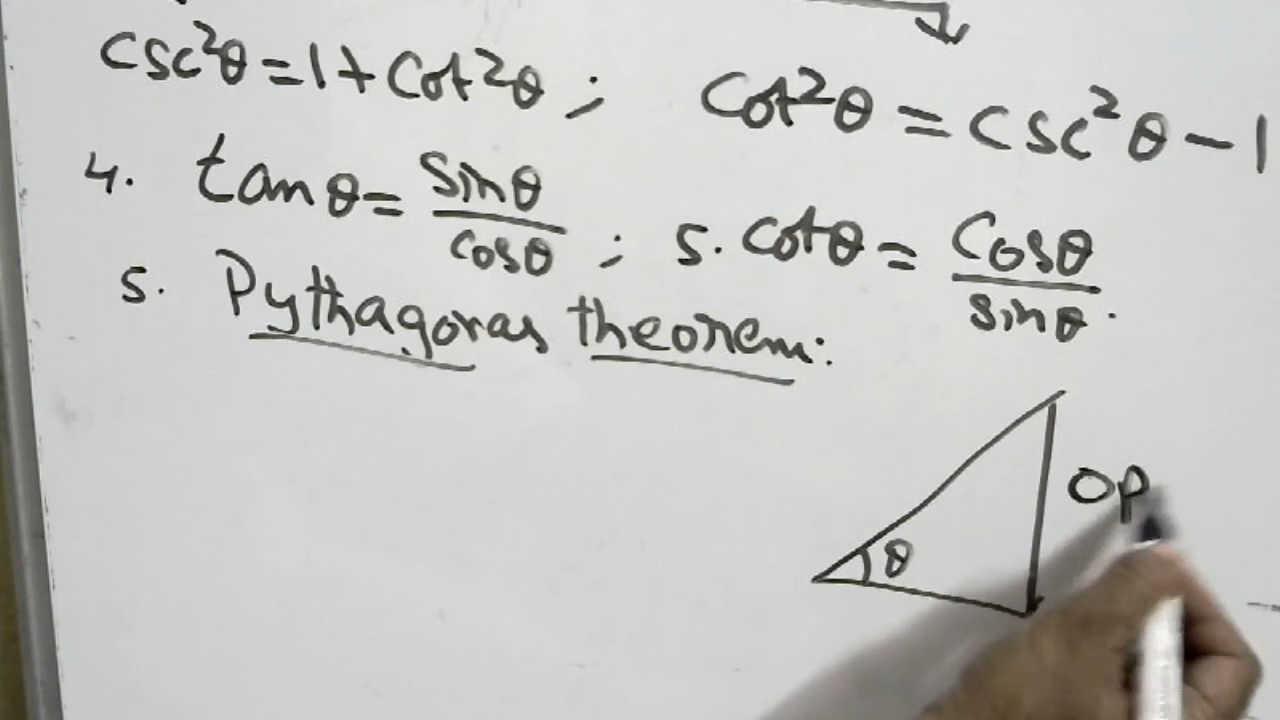 csc²θ = 1 + cot²θ ; cot²θ = csc²θ − 1
4. tanθ = sinθ/cosθ ; 5. cotθ = cosθ/sinθ.
5. Pythagoras theorem:
OP
θ